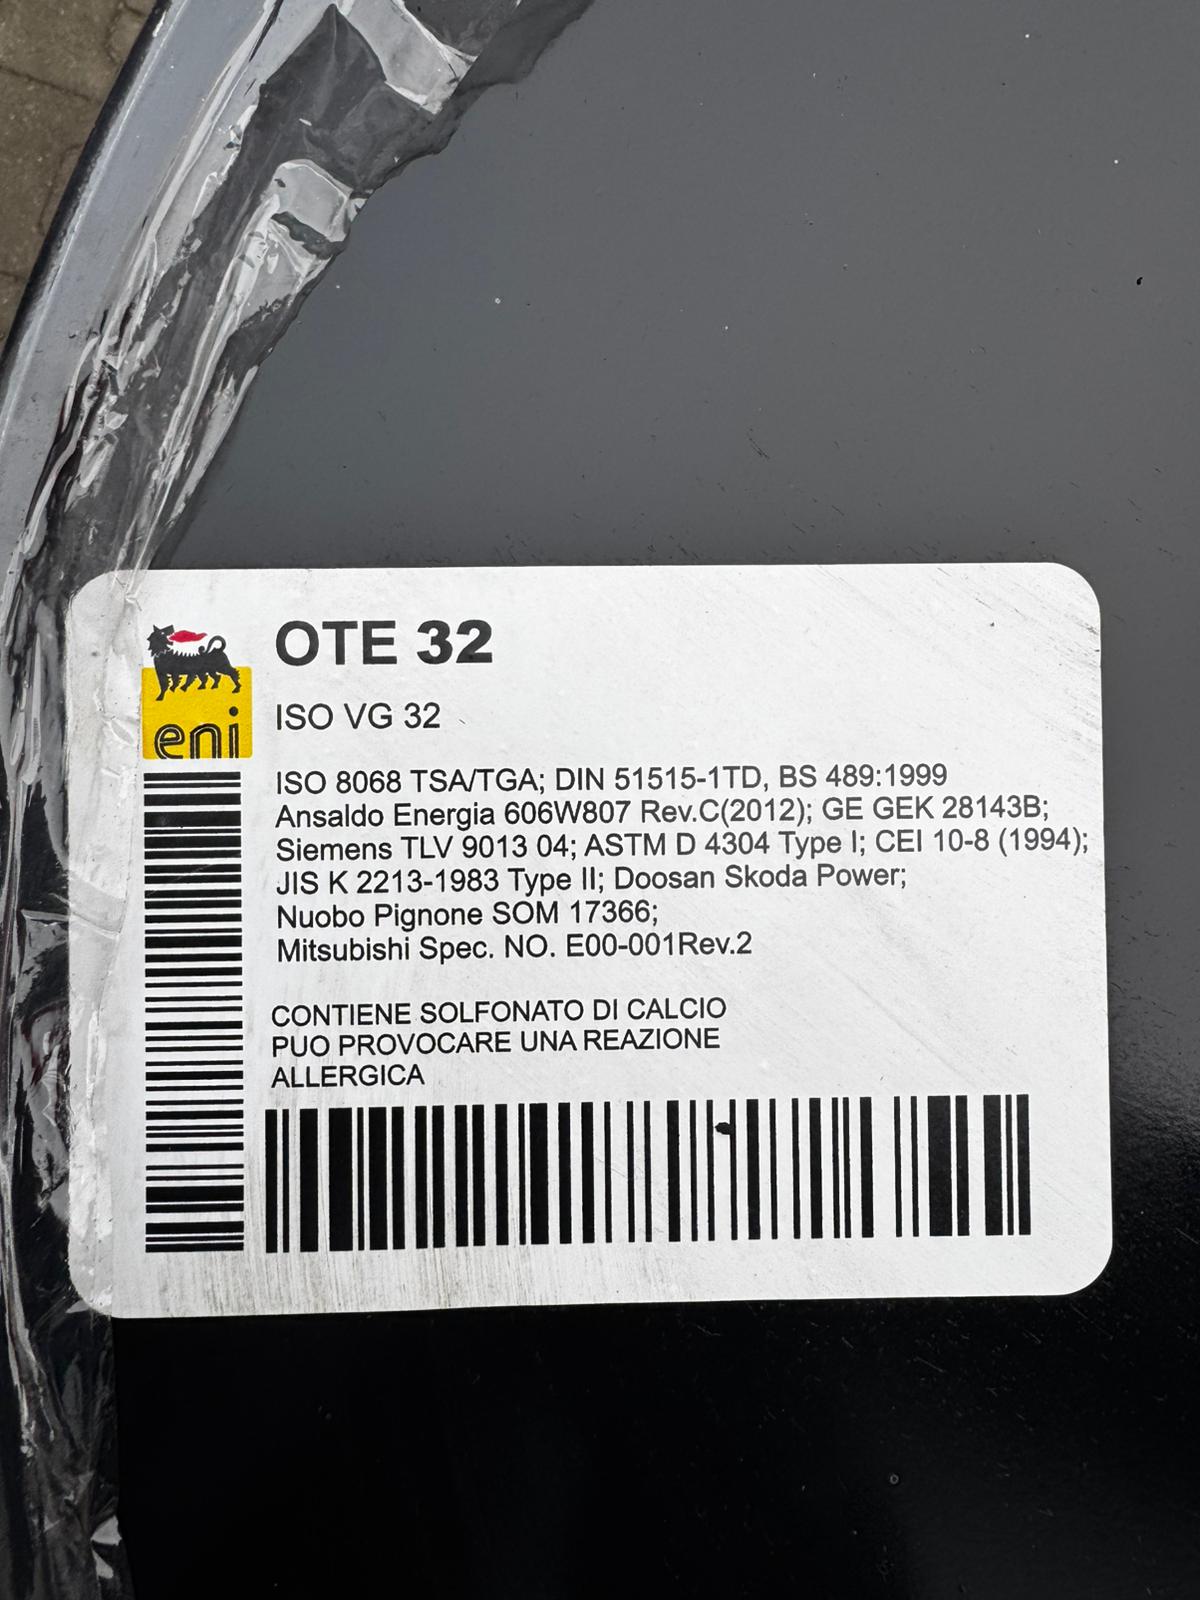 OTE 32
eni
ISO VG 32
ISO 8068 TSA/TGA; DIN 51515-1TD, BS 489:1999
Ansaldo Energia 606W807 Rev.C(2012); GE GEK 28143B;
Siemens TLV 9013 04; ASTM D 4304 Type I; CEI 10-8 (1994);
JIS K 2213-1983 Type II; Doosan Skoda Power;
Nuobo Pignone SOM 17366;
Mitsubishi Spec. NO. E00-001Rev.2
CONTIENE SOLFONATO DI CALCIO
PUO PROVOCARE UNA REAZIONE
ALLERGICA